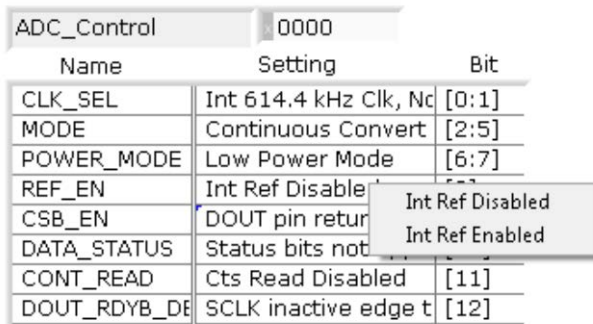 ADC_Control x 0000
Name Setting Bit
CLK_SEL Int 614.4 kHz Clk, No [0:1]
MODE Continuous Convert [2:5]
POWER_MODE Low Power Mode [6:7]
REF_EN Int Ref Disable
Int Ref Disabled
CSB_EN DOUT pin retur
Int Ref Enabled
DATA_STATUS Status bits not
CONT_READ Cts Read Disabled [11]
DOUT_RDYB_DE SCLK inactive edge t [12]